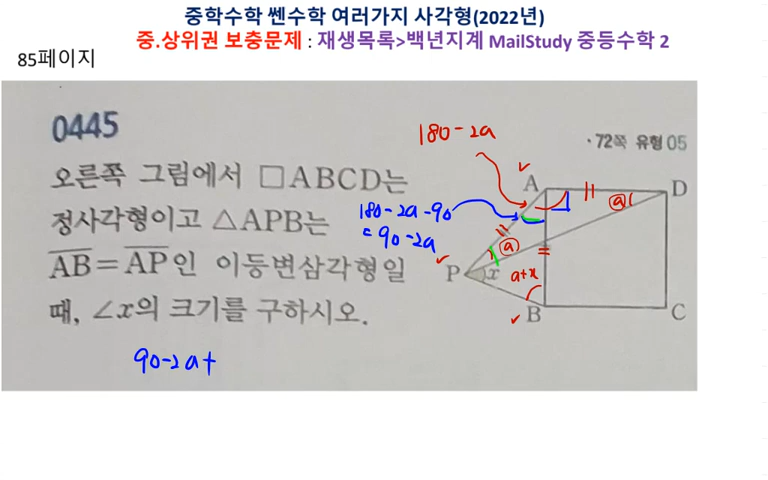 중학수학 쎈수학 여러가지 사각형(2022년)
중.상위권 보충문제 : 재생목록>백년지계 MailStudy 중등수학 2
85페이지
0445
·72쪽 유형 05
오른쪽 그림에서 □ABCD는
정사각형이고 △APB는
AB=AP인 이등변삼각형일
때, ∠x의 크기를 구하시오.
180-2a
180-2a-90
=90-2a
A
D
a
a
P
x
a+x
B
C
90-2a+